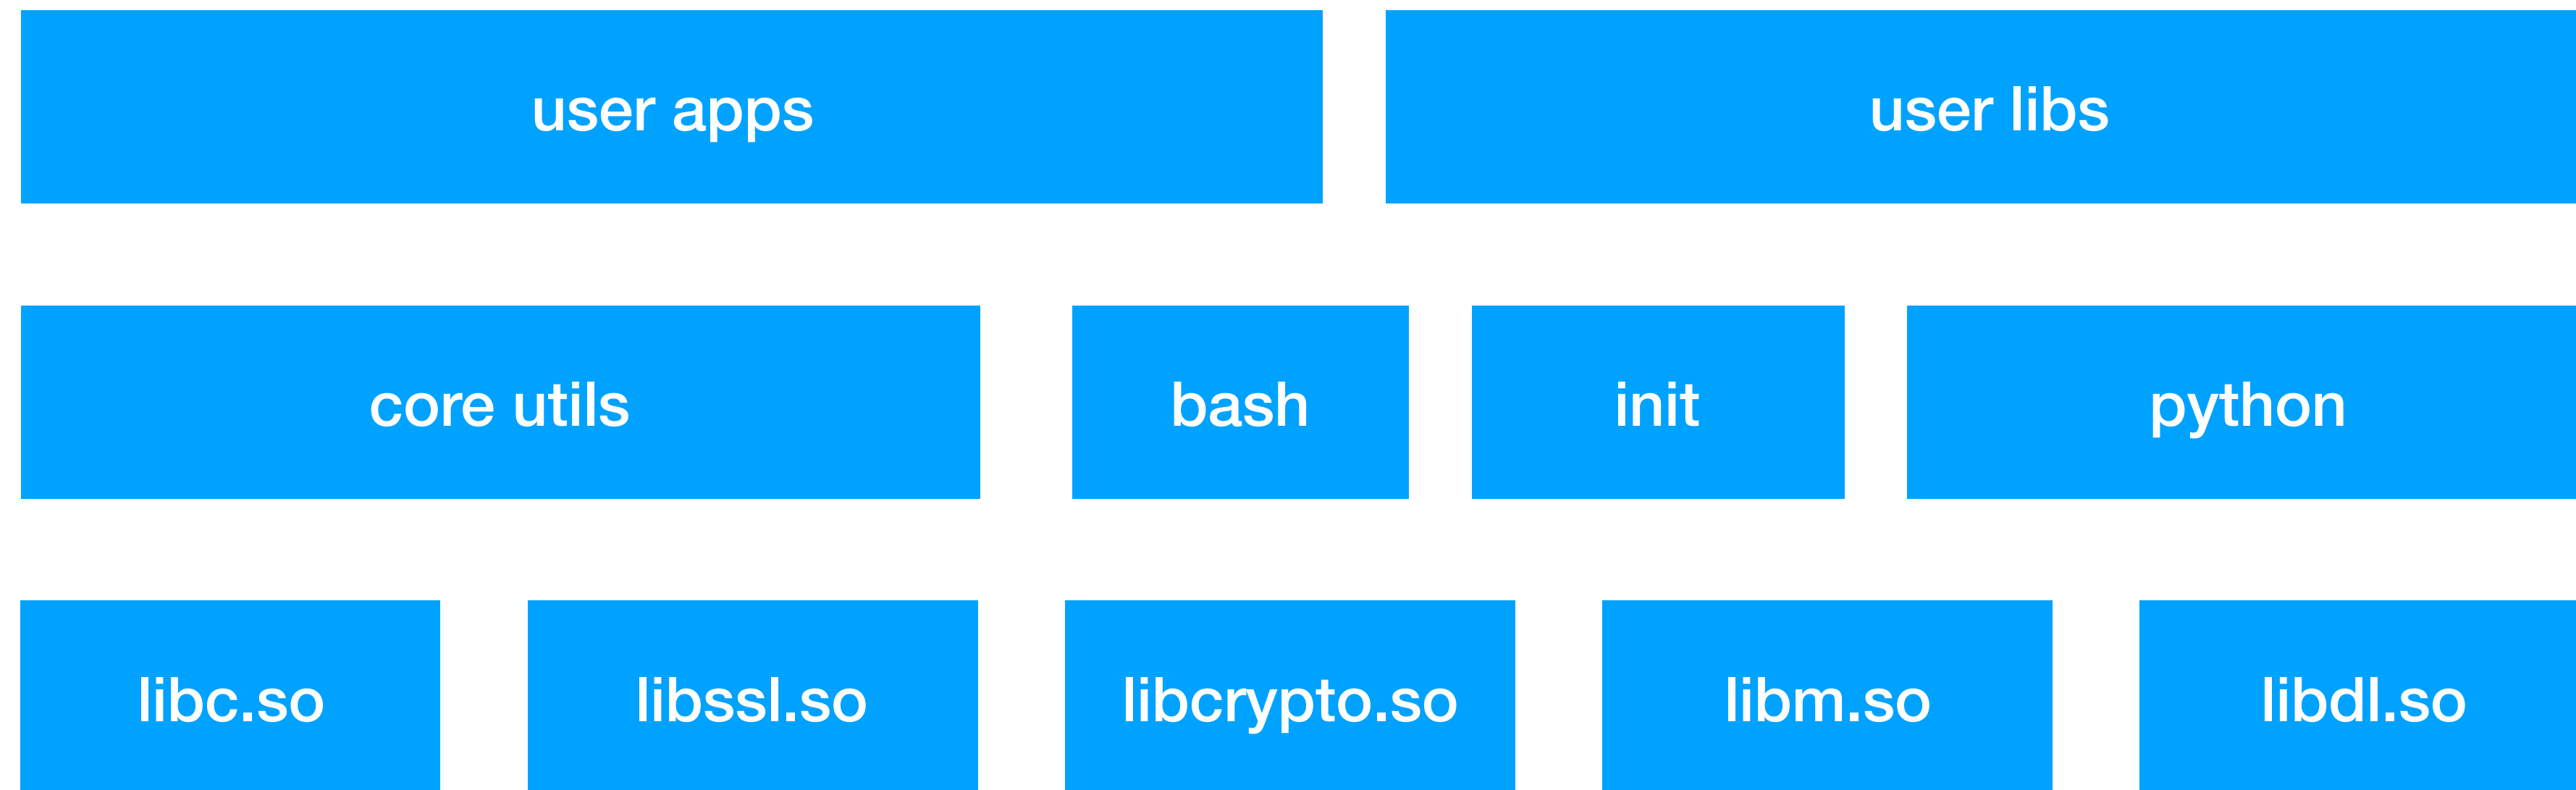 user apps
user libs
core utils
bash
init
python
libc.so
libssl.so
libcrypto.so
libm.so
libdl.so